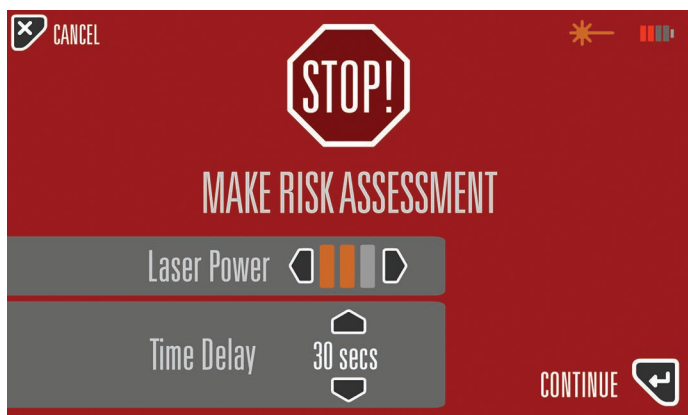 CANCEL
STOP!
MAKE RISK ASSESSMENT
Laser Power
Time Delay
30 secs
CONTINUE